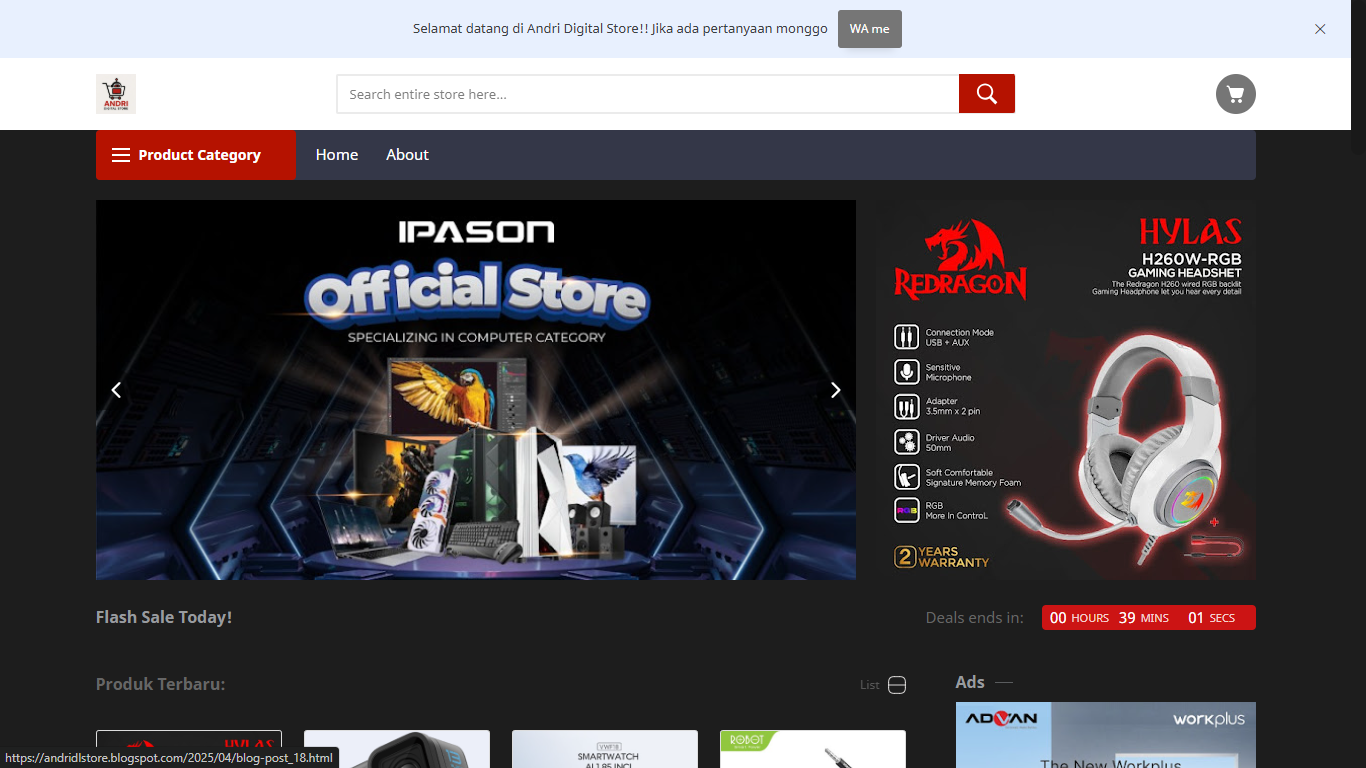 Selamat datang di Andri Digital Store!! Jika ada pertanyaan monggo
WA me
ANDRI
DIGITAL STORE
Search entire store here...
Product Category
Home
About
IPASON
Official Store
SPECIALIZING IN COMPUTER CATEGORY
REDRAGON
HYLAS
H260W-RGB
GAMING HEADSHET
The Redragon H260 wired RGB backlit
Gaming Headphone let you hear every detail
Connection Mode
USB + AUX
Sensitive
Microphone
Adapter
3.5mm x 2 pin
Driver Audio
50mm
Soft Comfortable
Signature Memory Foam
RGB
RGB
More In ControL
2 YEARS
WARRANTY
Flash Sale Today!
Deals ends in:
00 HOURS 39 MINS 01 SECS
Produk Terbaru:
List
Ads
HYLAS
VWF18
SMARTWATCH
ROBOT
ADVAN
workplus
The New Workplus
https://andridlstore.blogspot.com/2025/04/blog-post_18.html